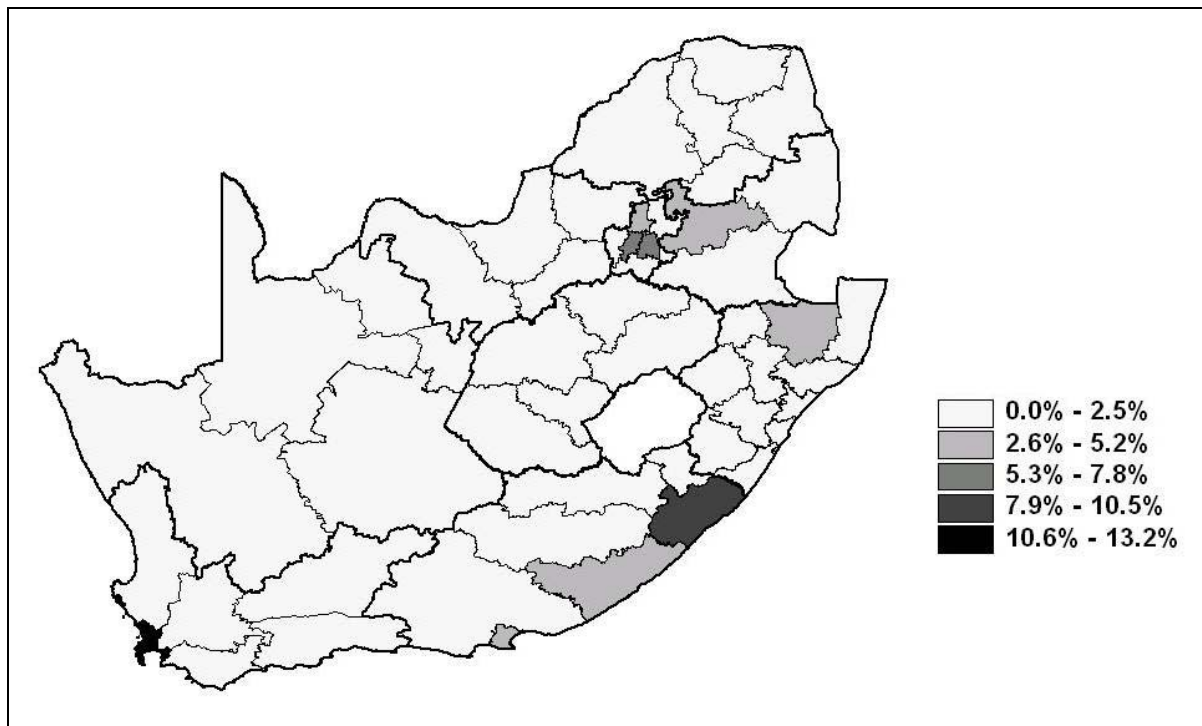 0.0% - 2.5%
2.6% - 5.2%
5.3% - 7.8%
7.9% - 10.5%
10.6% - 13.2%